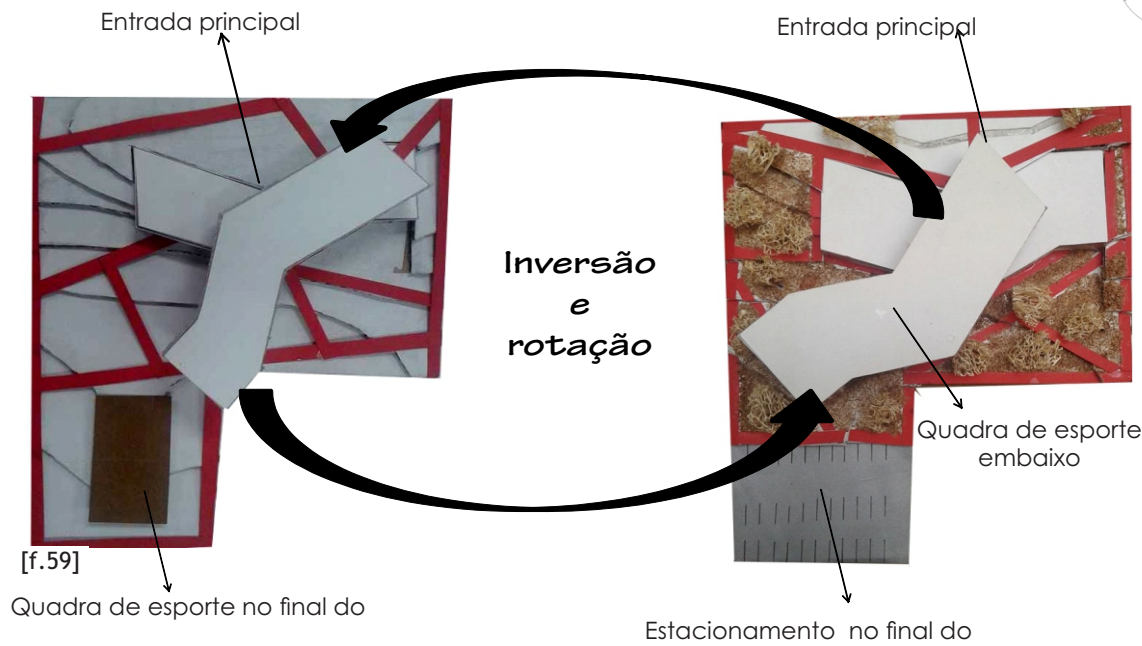 Entrada principal
Entrada principal
Inversão
e
rotação
Quadra de esporte
embaixo
[f.59]
Quadra de esporte no final do
Estacionamento no final do